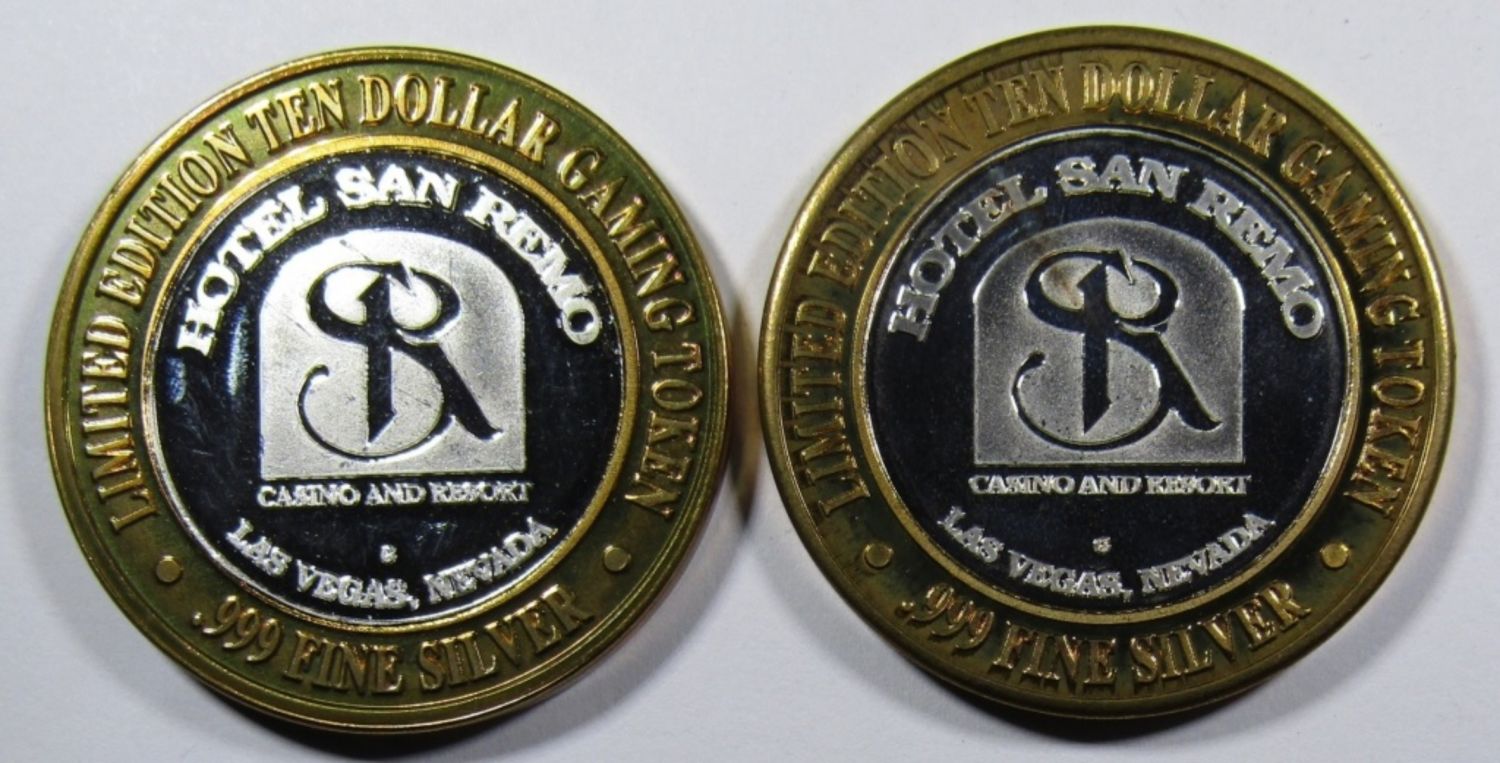 LIMITED EDITION TEN DOLLAR GAMING TOKEN
HOTEL SAN REMO
SR
CASINO AND RESORT
LAS VEGAS, NEVADA
.999 FINE SILVER
LIMITED EDITION TEN DOLLAR GAMING TOKEN
HOTEL SAN REMO
SR
CASINO AND RESORT
LAS VEGAS, NEVADA
.999 FINE SILVER